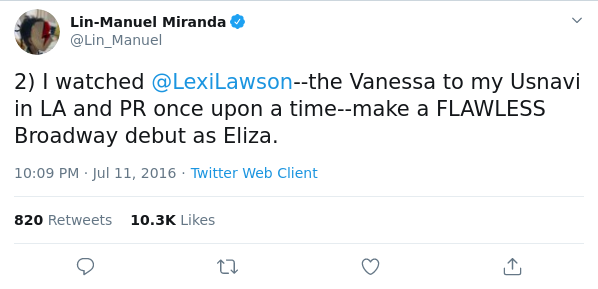 Lin-Manuel Miranda
@Lin_Manuel
2) I watched @LexiLawson--the Vanessa to my Usnavi
in LA and PR once upon a time--make a FLAWLESS
Broadway debut as Eliza.
10:09 PM · Jul 11, 2016 · Twitter Web Client
820 Retweets 10.3K Likes